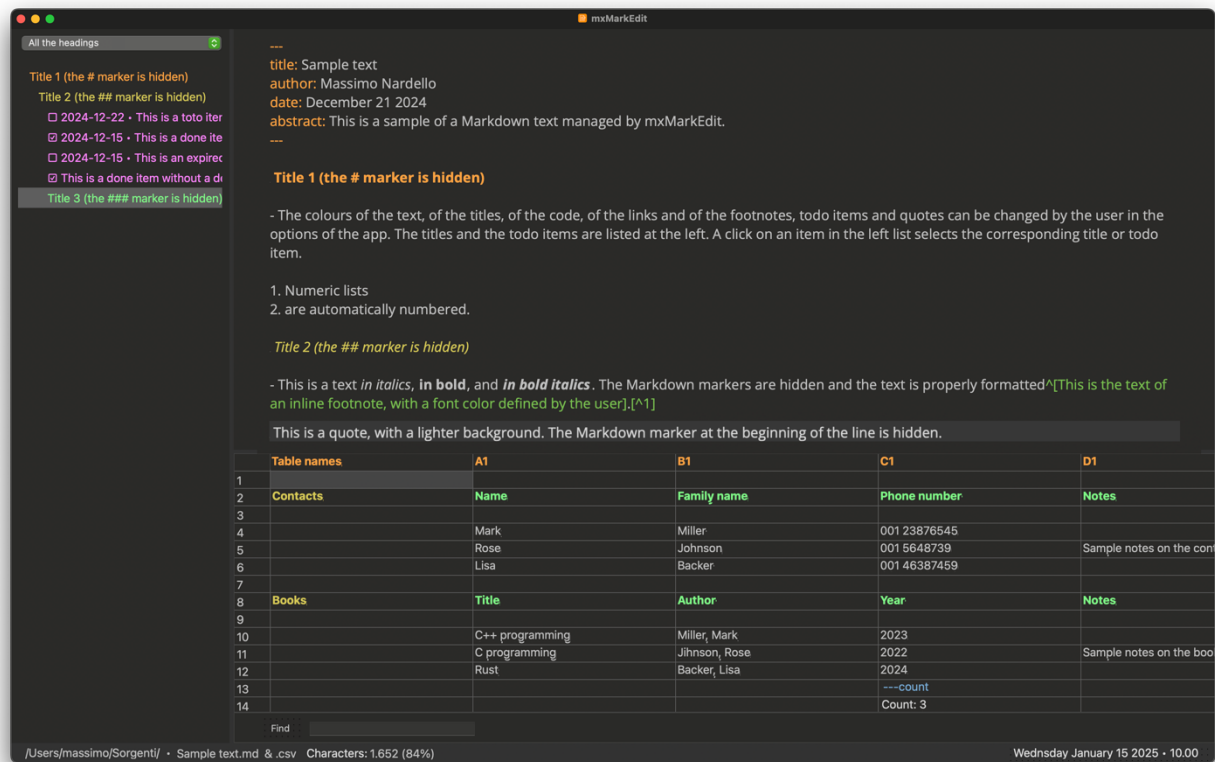 mxMarkEdit
All the headings
Title 1 (the # marker is hidden)
Title 2 (the ## marker is hidden)
2024-12-22 • This is a toto iter
2024-12-15 • This is a done ite
2024-12-15 • This is an expired
This is a done item without a d
Title 3 (the ### marker is hidden)
---
title: Sample text
author: Massimo Nardello
date: December 21 2024
abstract: This is a sample of a Markdown text managed by mxMarkEdit.
---
Title 1 (the # marker is hidden)
- The colours of the text, of the titles, of the code, of the links and of the footnotes, todo items and quotes can be changed by the user in the
options of the app. The titles and the todo items are listed at the left. A click on an item in the left list selects the corresponding title or todo
item.
1. Numeric lists
2. are automatically numbered.
Title 2 (the ## marker is hidden)
- This is a text in italics, in bold, and in bold italics. The Markdown markers are hidden and the text is properly formatted^[This is the text of
an inline footnote, with a font color defined by the user].[^1]
This is a quote, with a lighter background. The Markdown marker at the beginning of the line is hidden.
Table names A1 B1 C1 D1
1
2 Contacts Name Family name Phone number Notes
3
4 Mark Miller 001 23876545
5 Rose Johnson 001 5648739 Sample notes on the con
6 Lisa Backer 001 46387459
7
8 Books Title Author Year Notes
9
10 C++ programming Miller, Mark 2023
11 C programming Jihnson, Rose 2022 Sample notes on the boo
12 Rust Backer, Lisa 2024
13 ---count
14 Count: 3
Find
/Users/massimo/Sorgenti/ • Sample text.md & .csv Characters: 1.652 (84%) Wednsday January 15 2025 • 10.00